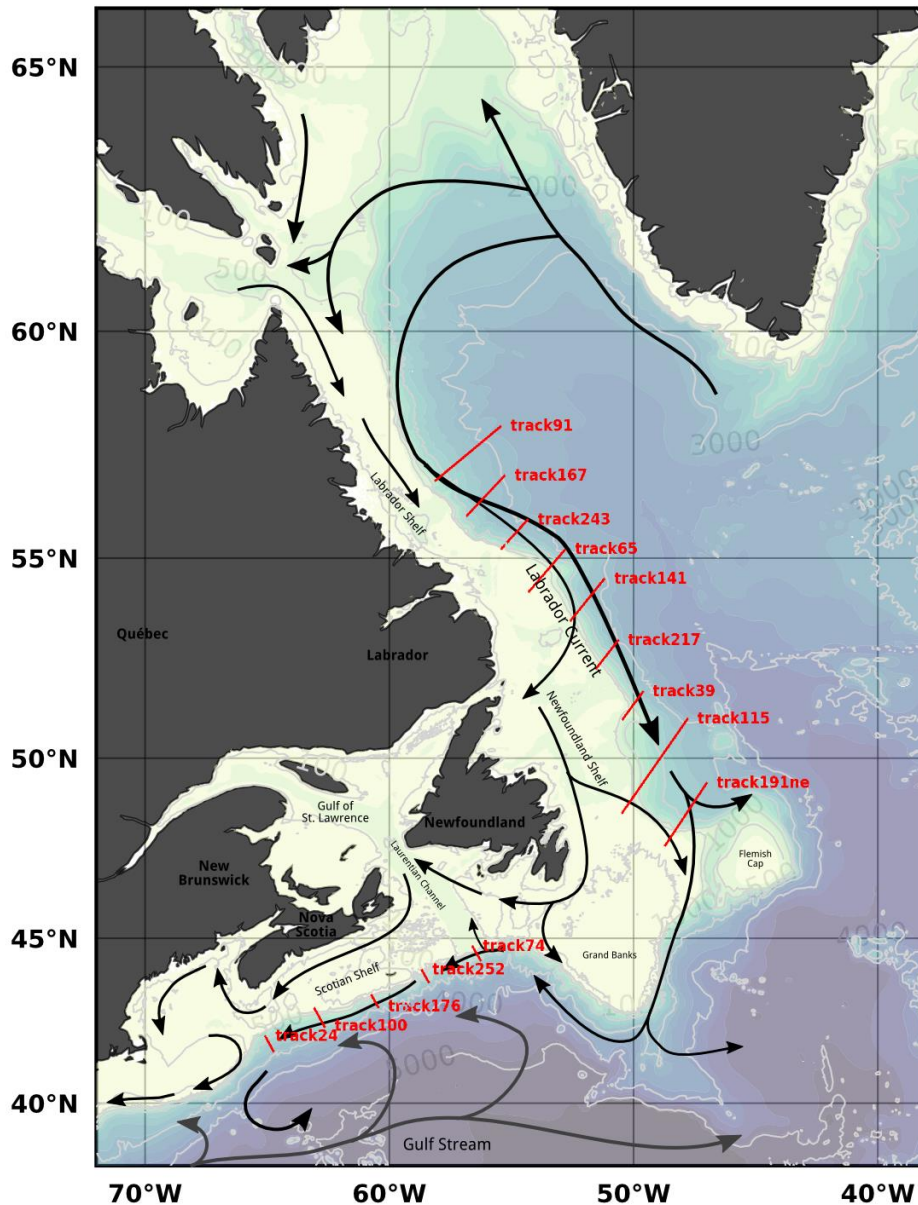 65°N
60°N
55°N
50°N
45°N
40°N
70°W
60°W
50°W
40°W
100
2000
100
500
3000
track91
track167
track243
track65
track141
track217
track39
track115
track191ne
Labrador Shelf
Labrador Current
Québec
Labrador
Newfoundland Shelf
Gulf of
St. Lawrence
Newfoundland
Laurentian Channel
New
Brunswick
Nova
Scotia
Flemish
Cap
1000
4000
Grand Banks
Scotian Shelf
track74
track252
track176
track100
track24
Gulf Stream